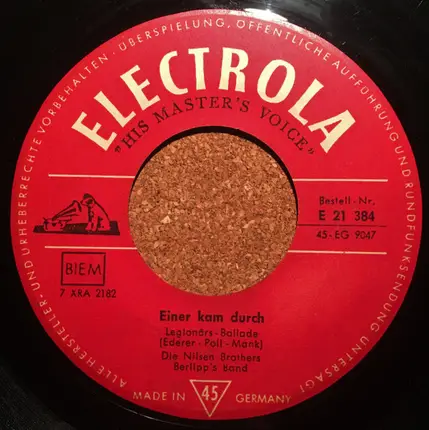 ALLE HERSTELLER- UND URHEBERRECHTE VORBEHALTEN · ÜBERSPIELUNG, ÖFFENTLICHE AUFFÜHRUNG UND RUNDFUNKSENDUNG UNTERSAGT
ELECTROLA
„HIS MASTER'S VOICE”
Bestell-Nr.
E 21 384
45-EG 9047
BIEM
7 XRA 2182
Einer kam durch
Legionärs-Ballade
(Ederer-Poll-Mank)
Die Nilsen Brothers
Berlipp's Band
MADE IN 45 GERMANY